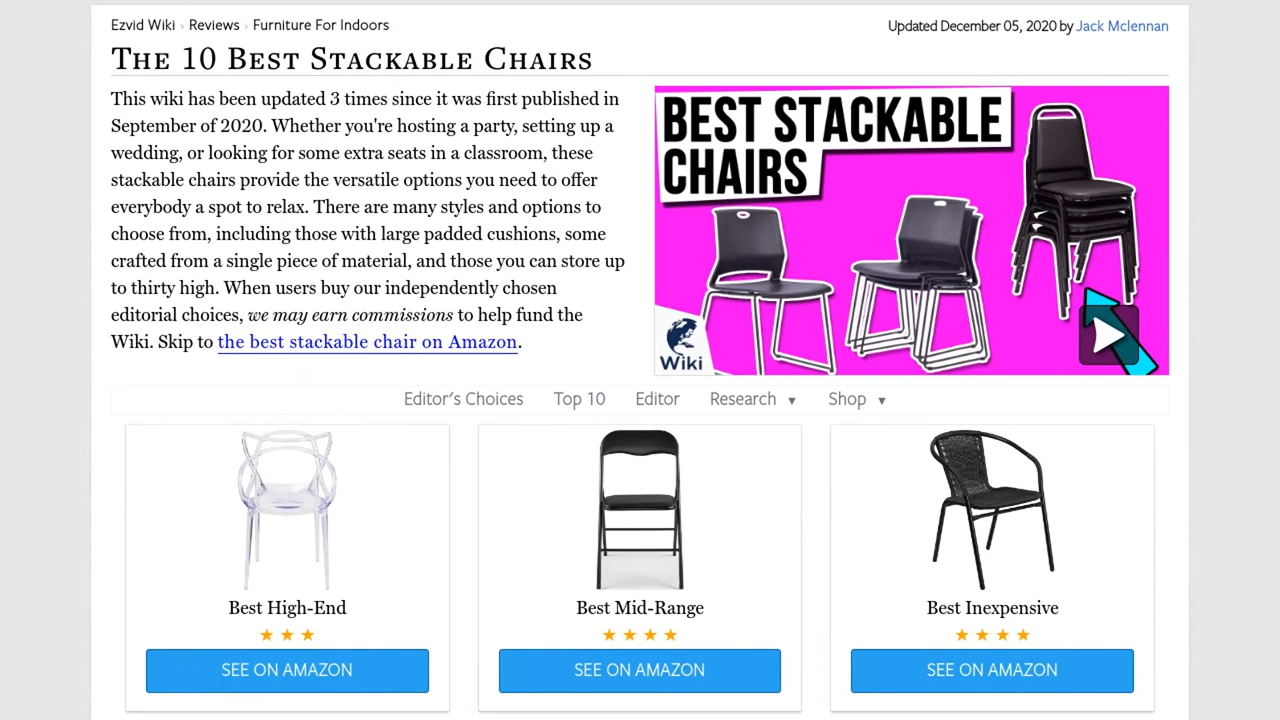 Ezvid Wiki › Reviews › Furniture For Indoors
Updated December 05, 2020 by Jack Mclennan
The 10 Best Stackable Chairs
This wiki has been updated 3 times since it was first published in
September of 2020. Whether you're hosting a party, setting up a
wedding, or looking for some extra seats in a classroom, these
stackable chairs provide the versatile options you need to offer
everybody a spot to relax. There are many styles and options to
choose from, including those with large padded cushions, some
crafted from a single piece of material, and those you can store up
to thirty high. When users buy our independently chosen
editorial choices, we may earn commissions to help fund the
Wiki. Skip to the best stackable chair on Amazon.
BEST STACKABLE
CHAIRS
Wiki
Editor's Choices Top 10 Editor Research ▼ Shop ▼
Best High-End
★ ★ ★
SEE ON AMAZON
Best Mid-Range
★ ★ ★ ★
SEE ON AMAZON
Best Inexpensive
★ ★ ★ ★
SEE ON AMAZON